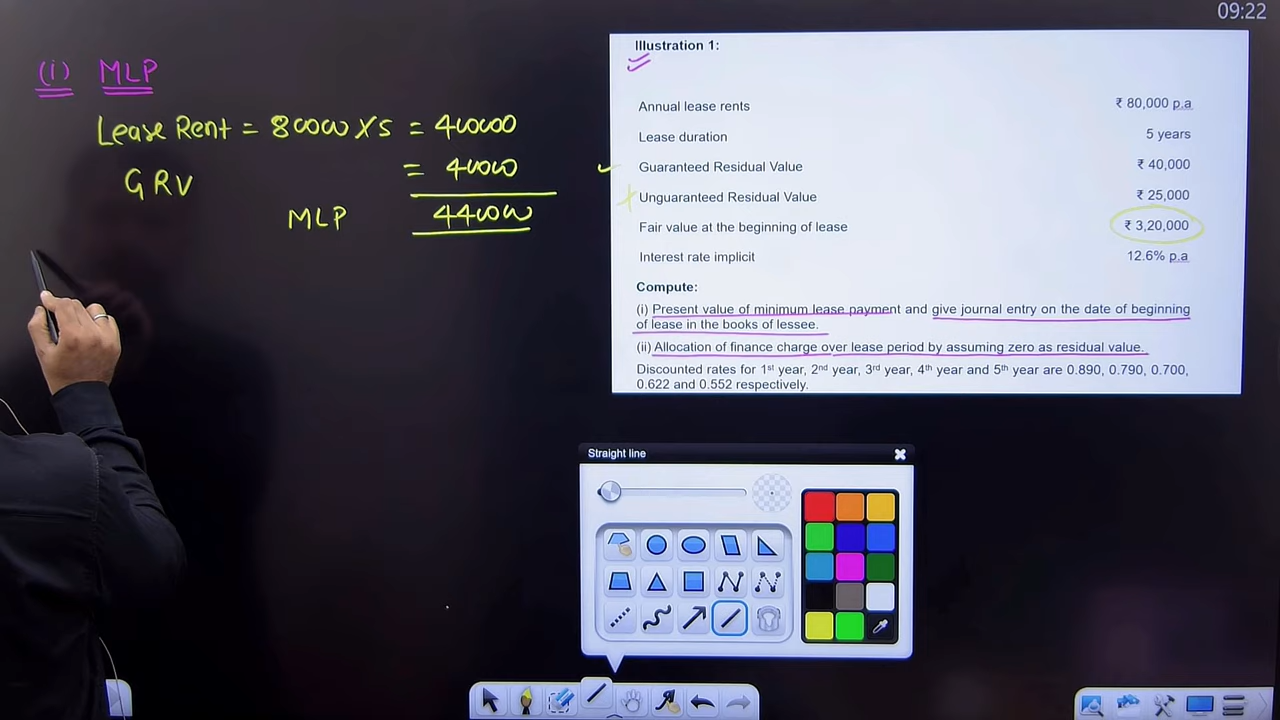 09:22
(i) MLP
Lease Rent = 80000 X 5 = 400000
GRV = 40000
MLP 440000
Illustration 1:
Annual lease rents ₹ 80,000 p.a
Lease duration 5 years
Guaranteed Residual Value ₹ 40,000
Unguaranteed Residual Value ₹ 25,000
Fair value at the beginning of lease ₹ 3,20,000
Interest rate implicit 12.6% p.a
Compute:
(i) Present value of minimum lease payment and give journal entry on the date of beginning
of lease in the books of lessee.
(ii) Allocation of finance charge over lease period by assuming zero as residual value.
Discounted rates for 1st year, 2nd year, 3rd year, 4th year and 5th year are 0.890, 0.790, 0.700,
0.622 and 0.552 respectively.
Straight line